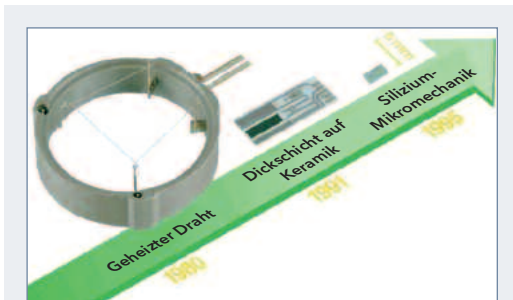 Geheizter Draht
1980
Dickschicht auf
Keramik
1991
Silizium-
Mikromechanik
1995